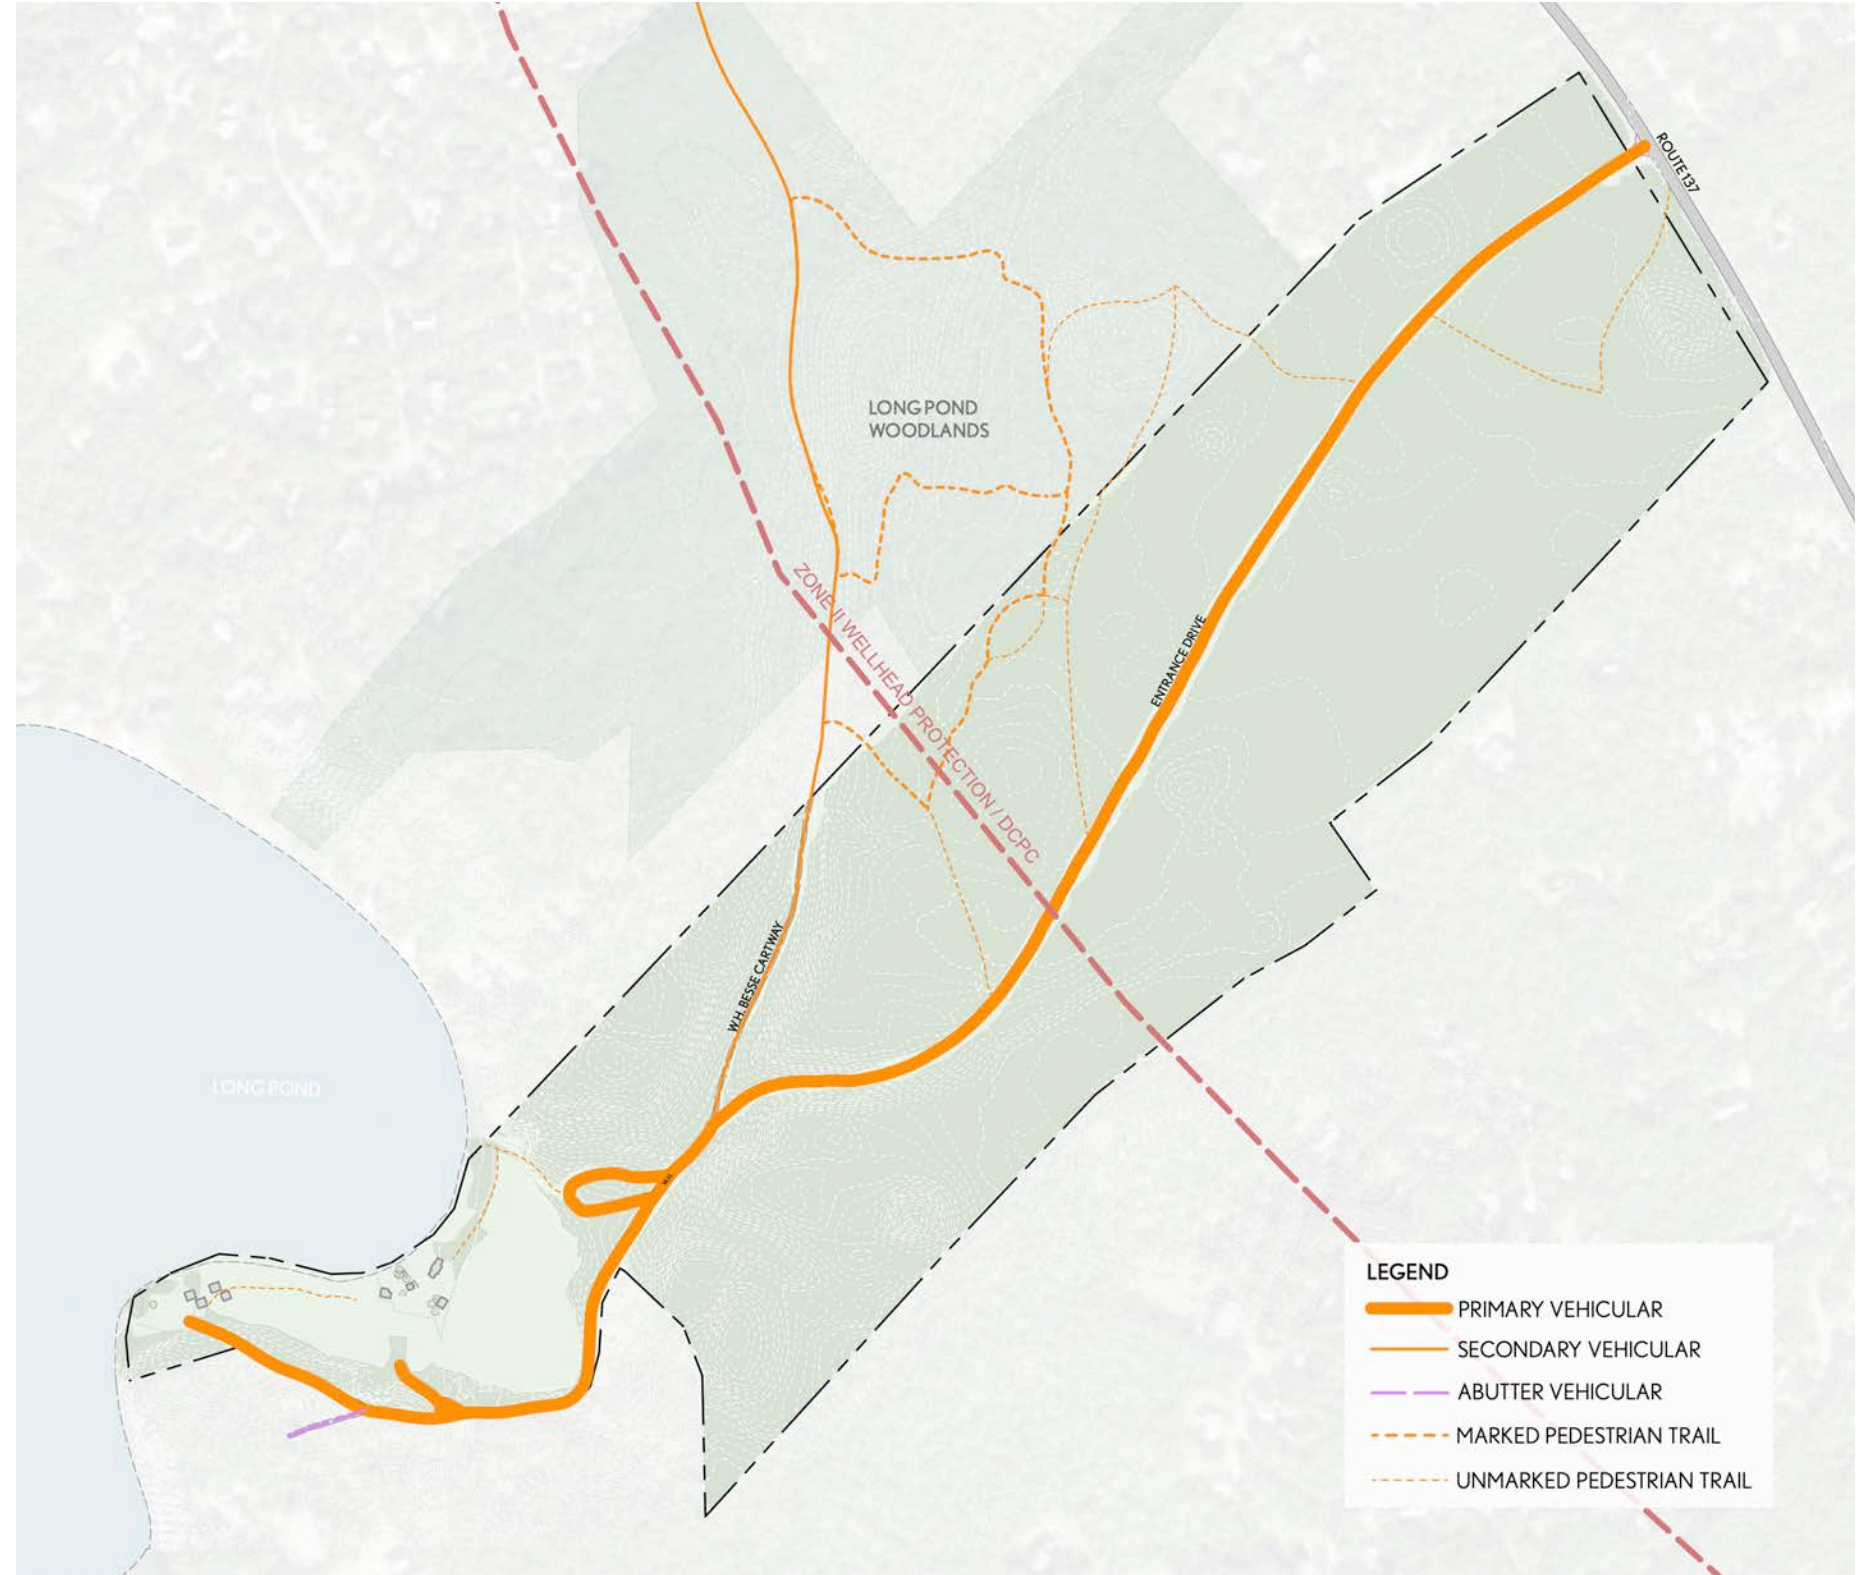 ROUTE 137
LONG POND
WOODLANDS
ZONE II WELLHEAD PROTECTION / DCPC
ENTRANCE DRIVE
W.H. BESSE CARTWAY
LONG POND
W.H.
LEGEND
PRIMARY VEHICULAR
SECONDARY VEHICULAR
ABUTTER VEHICULAR
MARKED PEDESTRIAN TRAIL
UNMARKED PEDESTRIAN TRAIL